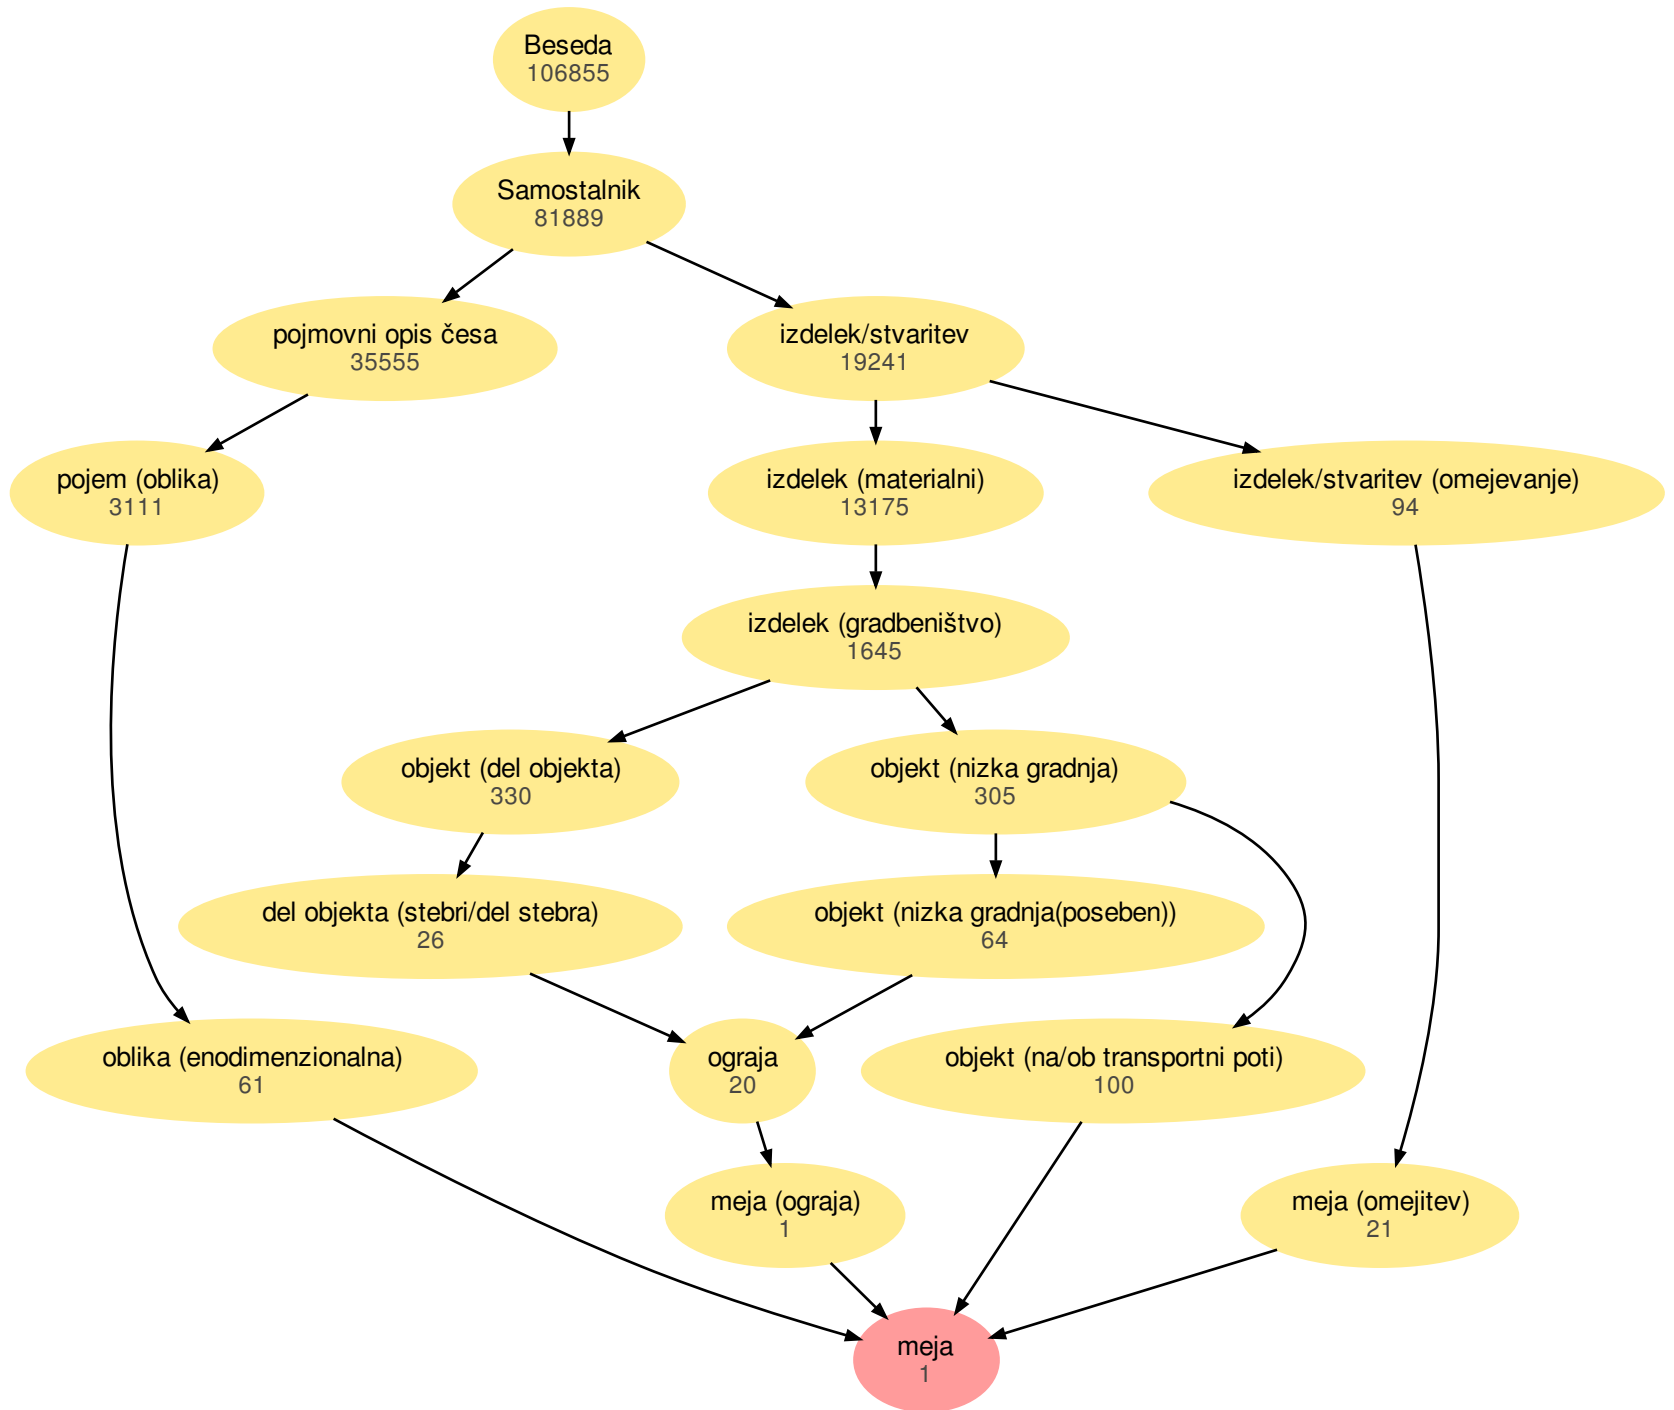 Beseda
106855
Samostalnik
81889
pojmovni opis česa
35555
izdelek/stvaritev
19241
pojem (oblika)
3111
izdelek (materialni)
13175
izdelek/stvaritev (omejevanje)
94
izdelek (gradbeništvo)
1645
objekt (del objekta)
330
objekt (nizka gradnja)
305
del objekta (stebri/del stebra)
26
objekt (nizka gradnja(poseben))
64
oblika (enodimenzionalna)
61
ograja
20
objekt (na/ob transportni poti)
100
meja (ograja)
1
meja (omejitev)
21
meja
1